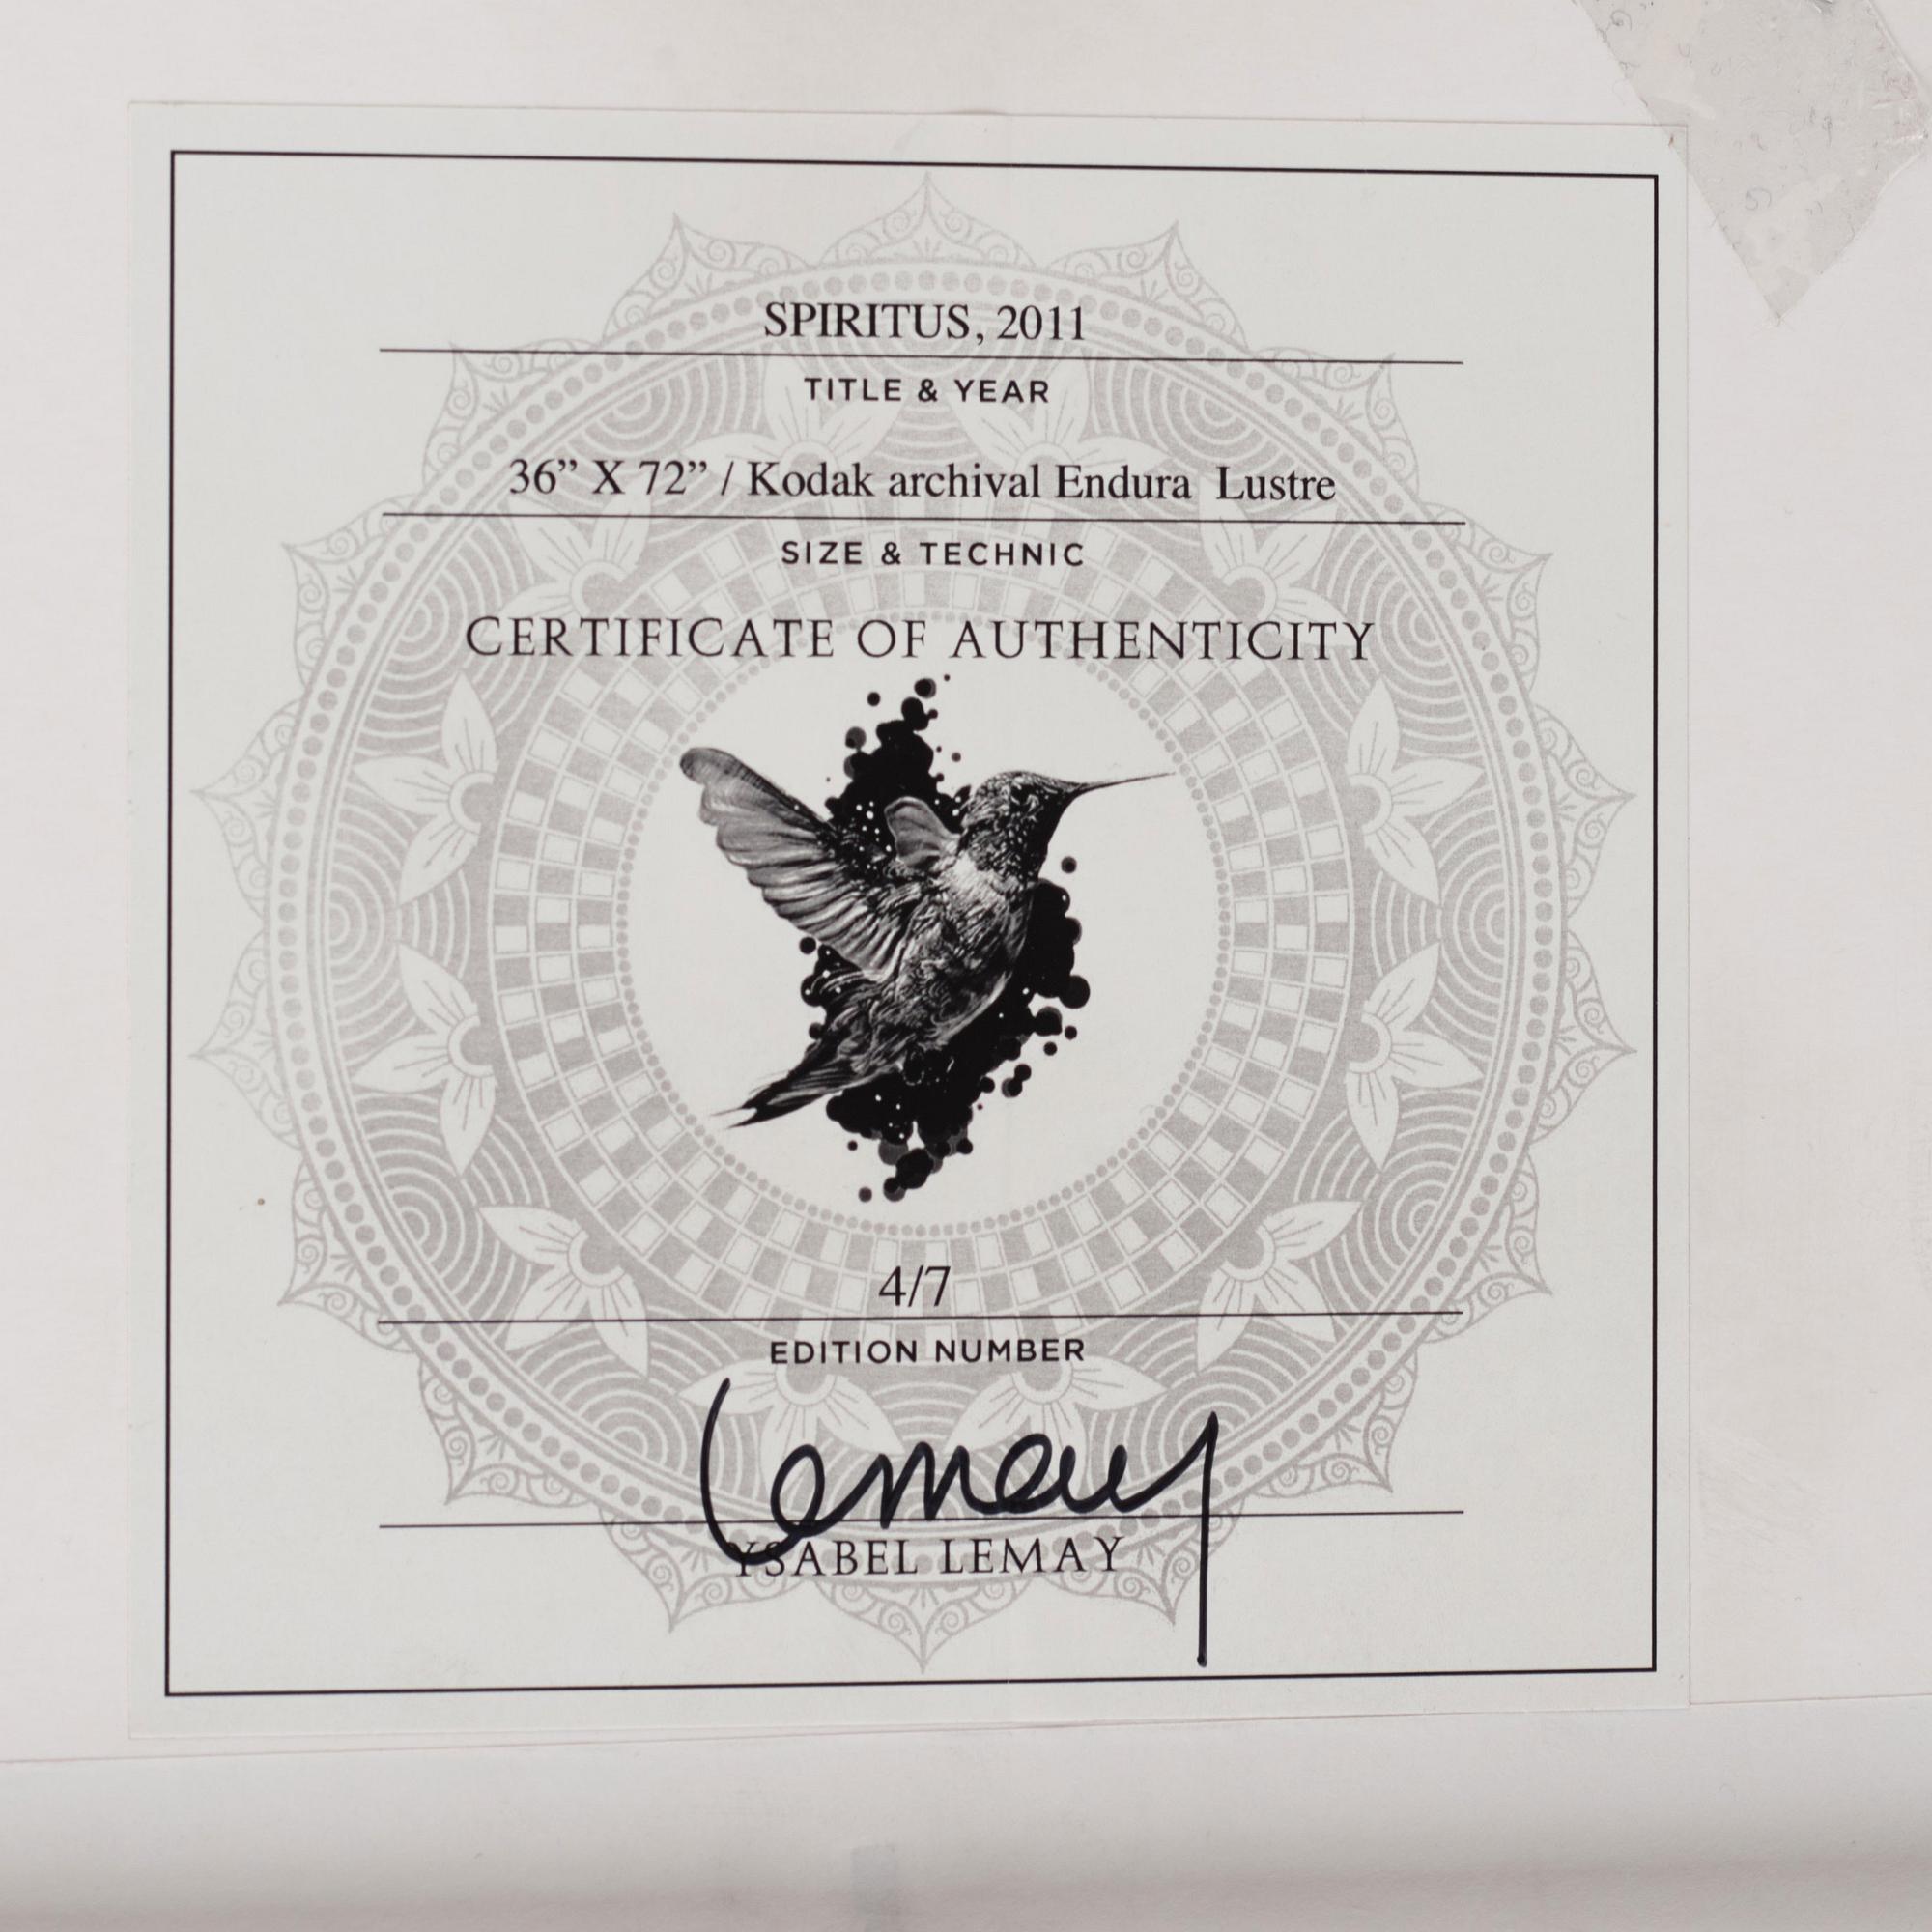 SPIRITUS, 2011
TITLE & YEAR
36” X 72” / Kodak archival Endura Lustre
SIZE & TECHNIC
CERTIFICATE OF AUTHENTICITY
4/7
EDITION NUMBER
Lemay
YSABEL LEMAY